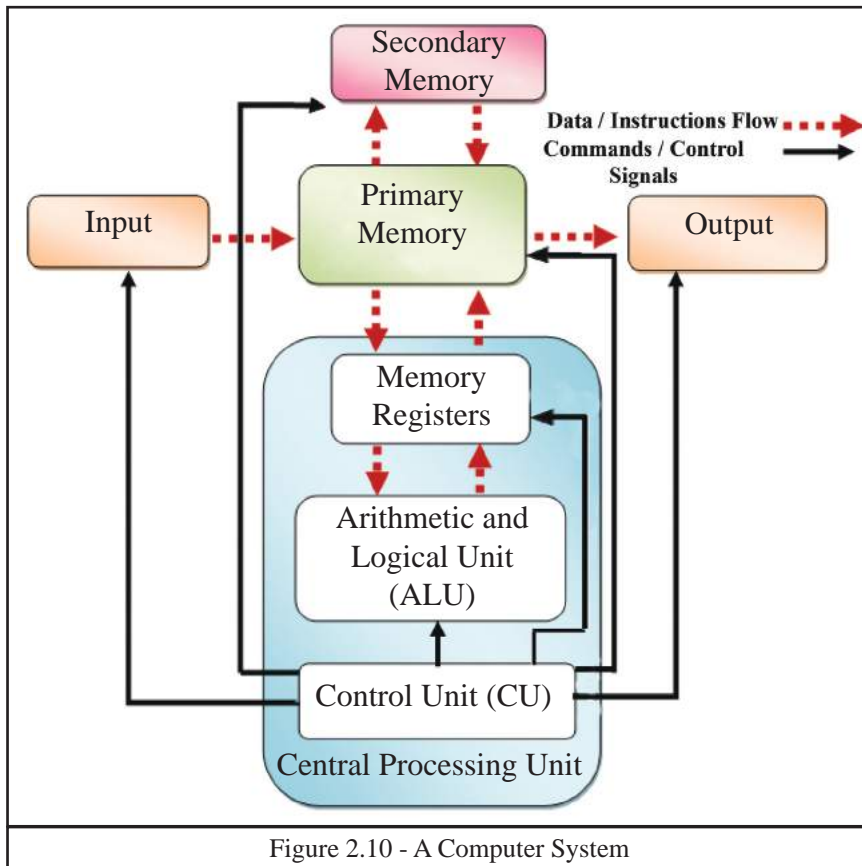 Secondary
Memory
Data / Instructions Flow
Commands / Control
Signals
Input
Primary
Memory
Output
Memory
Registers
Arithmetic and
Logical Unit
(ALU)
Control Unit (CU)
Central Processing Unit
Figure 2.10 - A Computer System